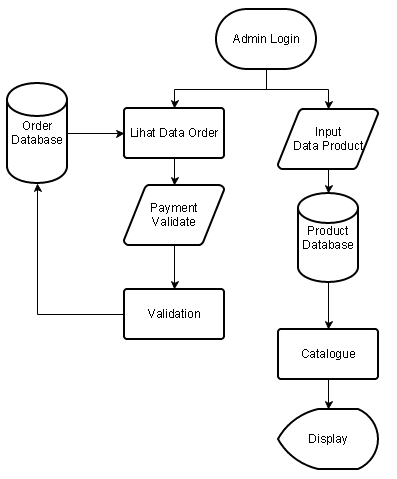 Admin Login
Order
Database
Lihat Data Order
Input
Data Product
Payment
Validate
Product
Database
Validation
Catalogue
Display